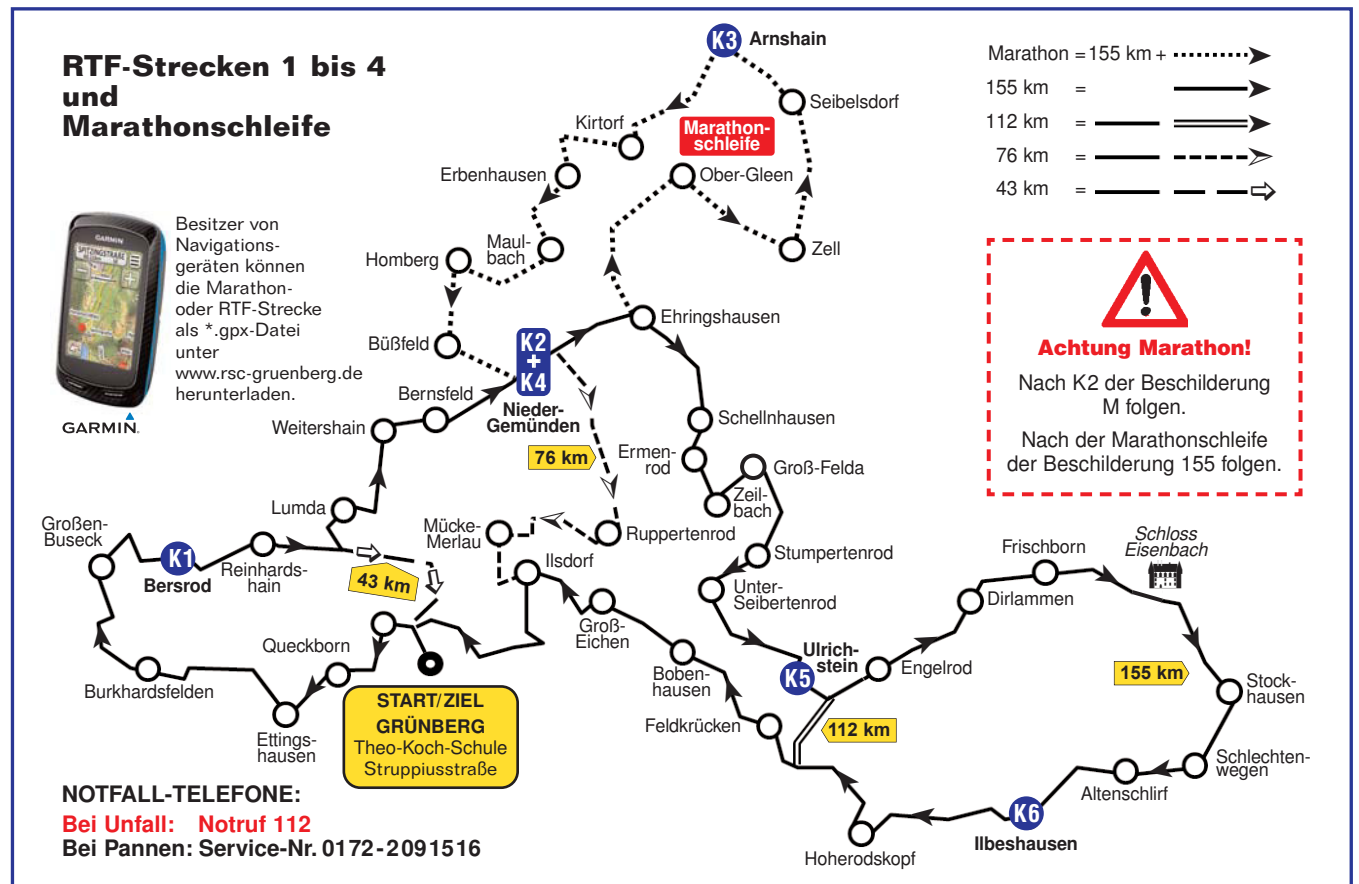 RTF-Strecken 1 bis 4
und
Marathonschleife
Besitzer von
Navigations-
geräten können
die Marathon-
oder RTF-Strecke
als *.gpx-Datei
unter
www.rsc-gruenberg.de
herunterladen.
GARMIN
SPITZINGSTRAßE
GARMIN.
Marathon = 155 km +
155 km =
112 km =
76 km =
43 km =
Achtung Marathon!
Nach K2 der Beschilderung
M folgen.
Nach der Marathonschleife
der Beschilderung 155 folgen.
K3
Arnshain
Seibelsdorf
Kirtorf
Marathon-
schleife
Erbenhausen
Ober-Gleen
Maul-
bach
Homberg
Zell
Ehringshausen
Büßfeld
K2
+
K4
Nieder-
Gemünden
Bernsfeld
Weitershain
Schellnhausen
76 km
Ermen-
rod
Groß-Felda
Zeil-
bach
Lumda
Großen-
Buseck
K1
Bersrod
Reinhards-
hain
43 km
Mücke-
Merlau
Ruppertenrod
Ilsdorf
Stumpertenrod
Unter-
Seibertenrod
Groß-
Eichen
Frischborn
Schloss
Eisenbach
Dirlammen
Queckborn
Burkhardsfelden
Ettings-
hausen
START/ZIEL
GRÜNBERG
Theo-Koch-Schule
Struppiusstraße
Boben-
hausen
Feldkrücken
Ulrich-
stein
K5
Engelrod
112 km
155 km
Stock-
hausen
Schlechten-
wegen
Altenschlirf
K6
Ilbeshausen
Hoherodskopf
NOTFALL-TELEFONE:
Bei Unfall: Notruf 112
Bei Pannen: Service-Nr. 0172-2091516